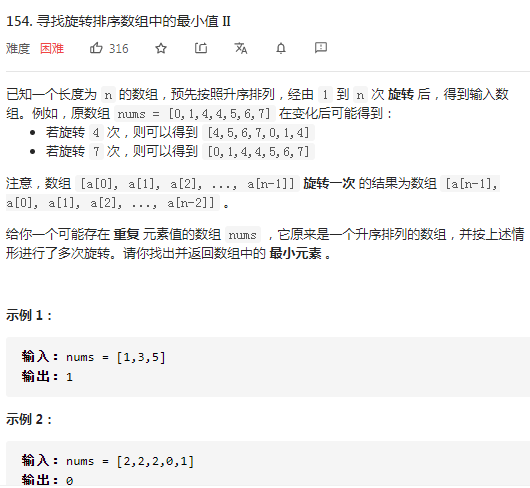 154. 寻找旋转排序数组中的最小值 II
难度 困难 316
已知一个长度为 n 的数组，预先按照升序排列，经由 1 到 n 次 旋转 后，得到输入数
组。例如，原数组 nums = [0,1,4,4,5,6,7] 在变化后可能得到：
• 若旋转 4 次，则可以得到 [4,5,6,7,0,1,4]
• 若旋转 7 次，则可以得到 [0,1,4,4,5,6,7]
注意，数组 [a[0], a[1], a[2], ..., a[n-1]] 旋转一次 的结果为数组 [a[n-1],
a[0], a[1], a[2], ..., a[n-2]] 。
给你一个可能存在 重复 元素值的数组 nums ，它原来是一个升序排列的数组，并按上述情
形进行了多次旋转。请你找出并返回数组中的 最小元素 。
示例 1：
输入：nums = [1,3,5]
输出：1
示例 2：
输入：nums = [2,2,2,0,1]
输出：0